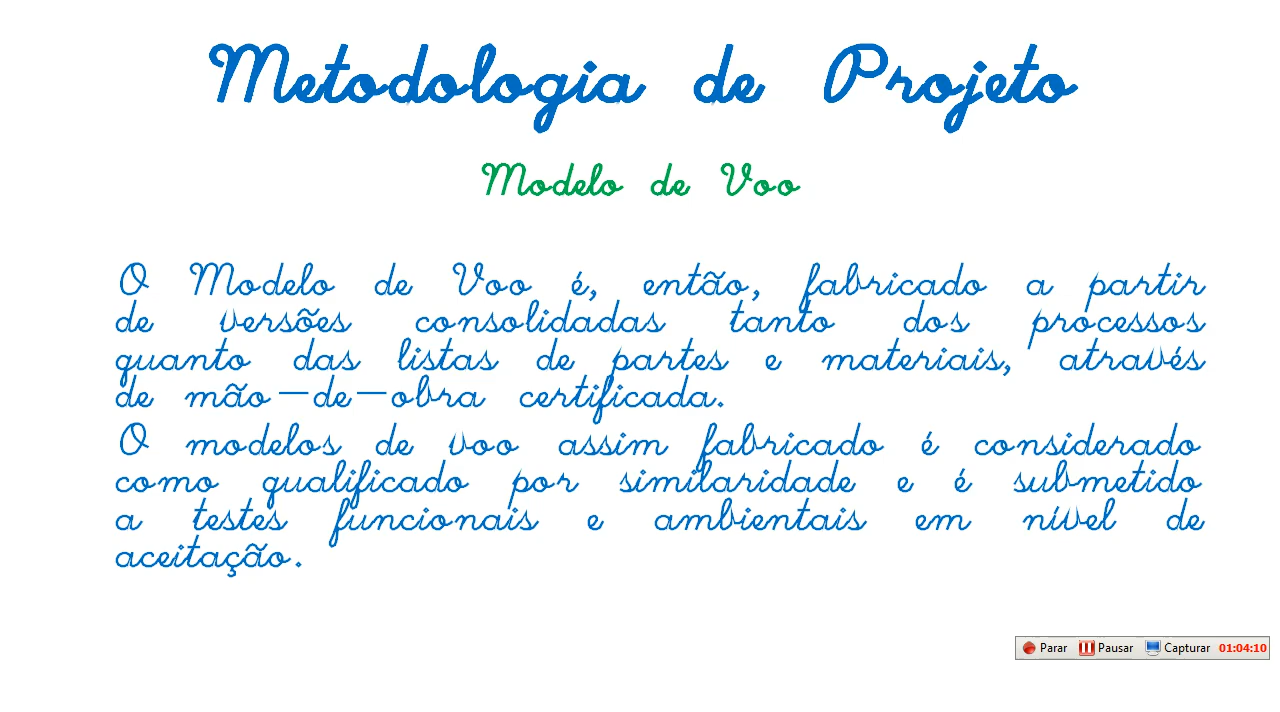 Metodologia de Projeto
Modelo de Voo
O Modelo de Voo é, então, fabricado a partir
de versões consolidadas tanto dos processos
quanto das listas de partes e materiais, através
de mão-de-obra certificada.
O modelos de voo assim fabricado é considerado
como qualificado por similaridade e é submetido
a testes funcionais e ambientais em nível de
aceitação.
Parar Pausar Capturar 01:04:10